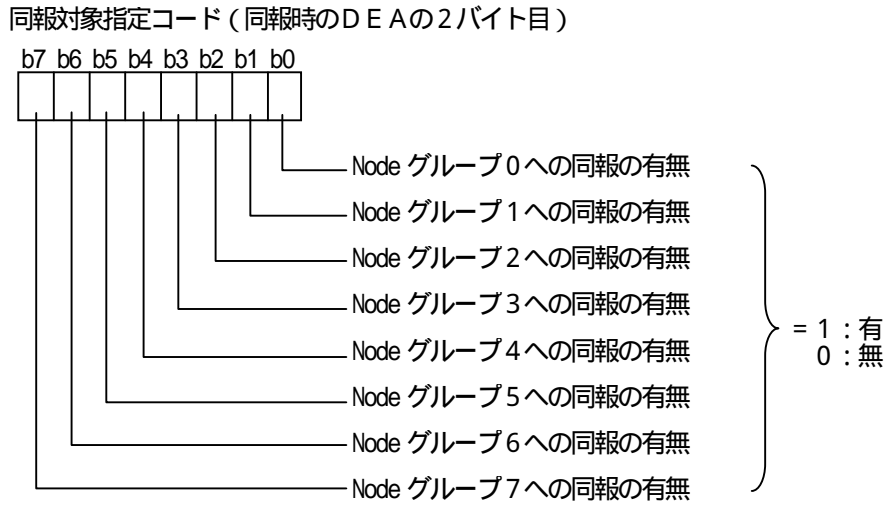 同報対象指定コード(同報時のＤＥＡの２バイト目)
b7 b6 b5 b4 b3 b2 b1 b0
Node グループ０への同報の有無
Node グループ１への同報の有無
Node グループ２への同報の有無
Node グループ３への同報の有無
= １：有
０：無
Node グループ４への同報の有無
Node グループ５への同報の有無
Node グループ６への同報の有無
Node グループ７への同報の有無